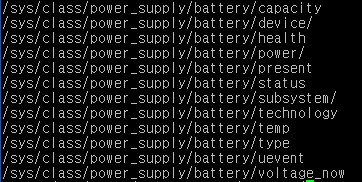 /sys/class/power_supply/battery/capacity
/sys/class/power_supply/battery/device/
/sys/class/power_supply/battery/health
/sys/class/power_supply/battery/power/
/sys/class/power_supply/battery/present
/sys/class/power_supply/battery/status
/sys/class/power_supply/battery/subsystem/
/sys/class/power_supply/battery/technology
/sys/class/power_supply/battery/temp
/sys/class/power_supply/battery/type
/sys/class/power_supply/battery/uevent
/sys/class/power_supply/battery/voltage_now